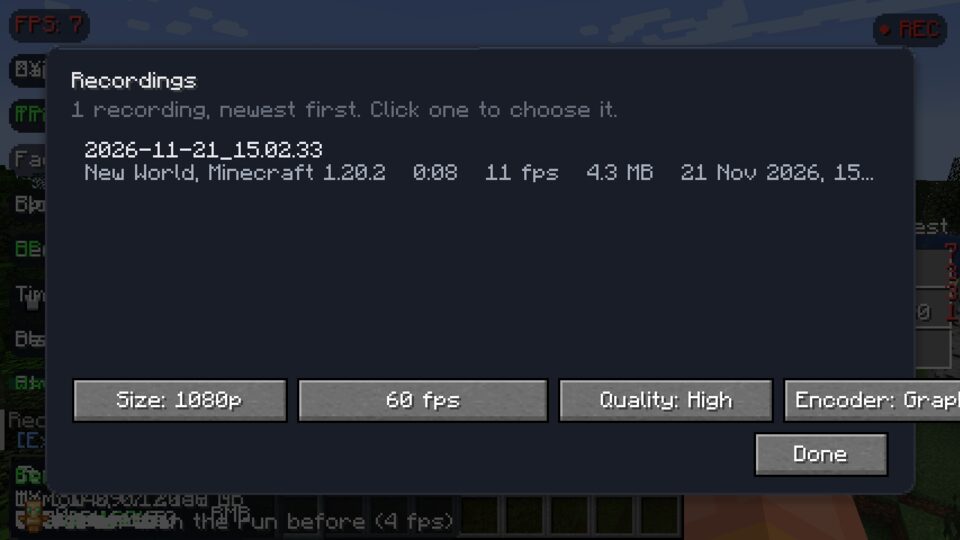 FPS: 7
REC
Recordings
1 recording, newest first. Click one to choose it.
2026-11-21_15.02.33
New World, Minecraft 1.20.2 0:08 11 fps 4.3 MB 21 Nov 2026, 15...
Size: 1080p
60 fps
Quality: High
Encoder: Grap
Done
the run before (4 fps)